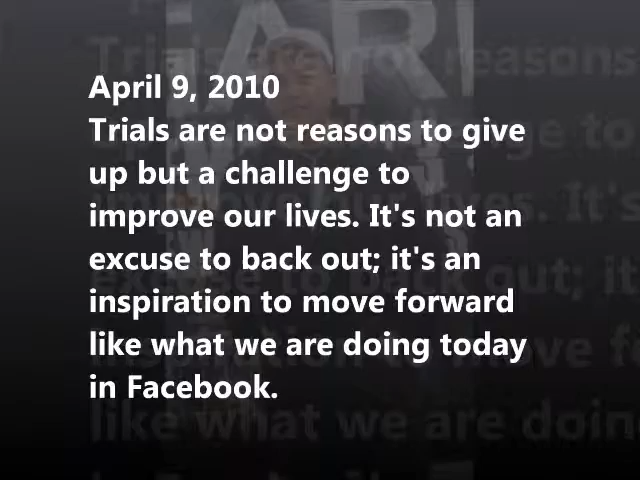 April 9, 2010
Trials are not reasons to give
up but a challenge to
improve our lives. It's not an
excuse to back out; it's an
inspiration to move forward
like what we are doing today
in Facebook.